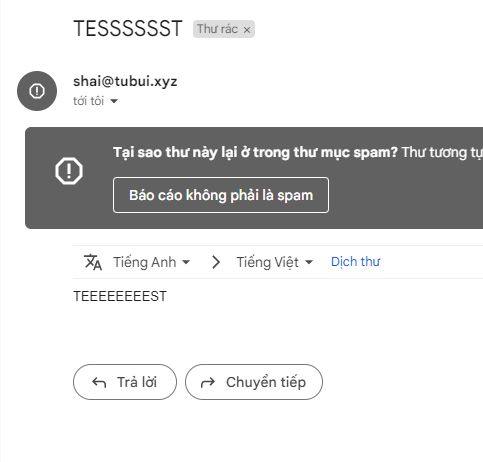 TESSSSSST Thư rác ×
shai@tubui.xyz
tới tôi
Tại sao thư này lại ở trong thư mục spam? Thư tương tự
Báo cáo không phải là spam
Tiếng Anh Tiếng Việt Dịch thư
TEEEEEEEEST
Trả lời Chuyển tiếp